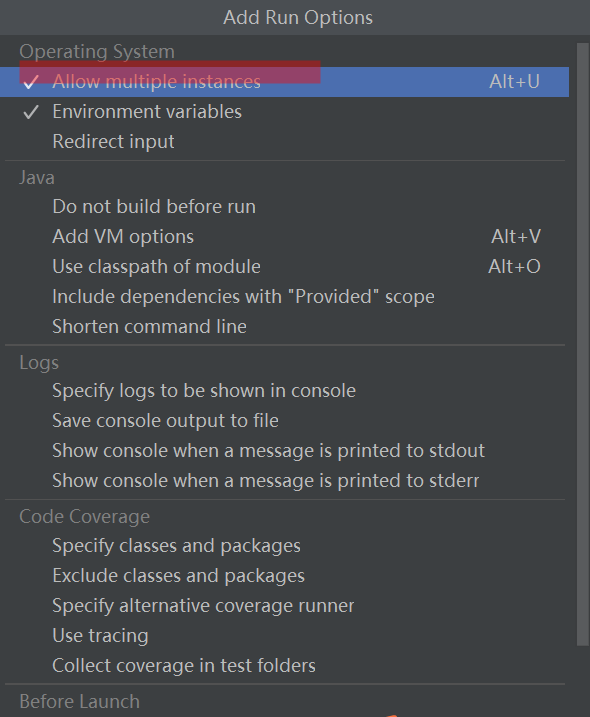 Add Run Options
Operating System
Allow multiple instances Alt+U
Environment variables
Redirect input
Java
Do not build before run
Add VM options Alt+V
Use classpath of module Alt+O
Include dependencies with "Provided" scope
Shorten command line
Logs
Specify logs to be shown in console
Save console output to file
Show console when a message is printed to stdout
Show console when a message is printed to stderr
Code Coverage
Specify classes and packages
Exclude classes and packages
Specify alternative coverage runner
Use tracing
Collect coverage in test folders
Before Launch